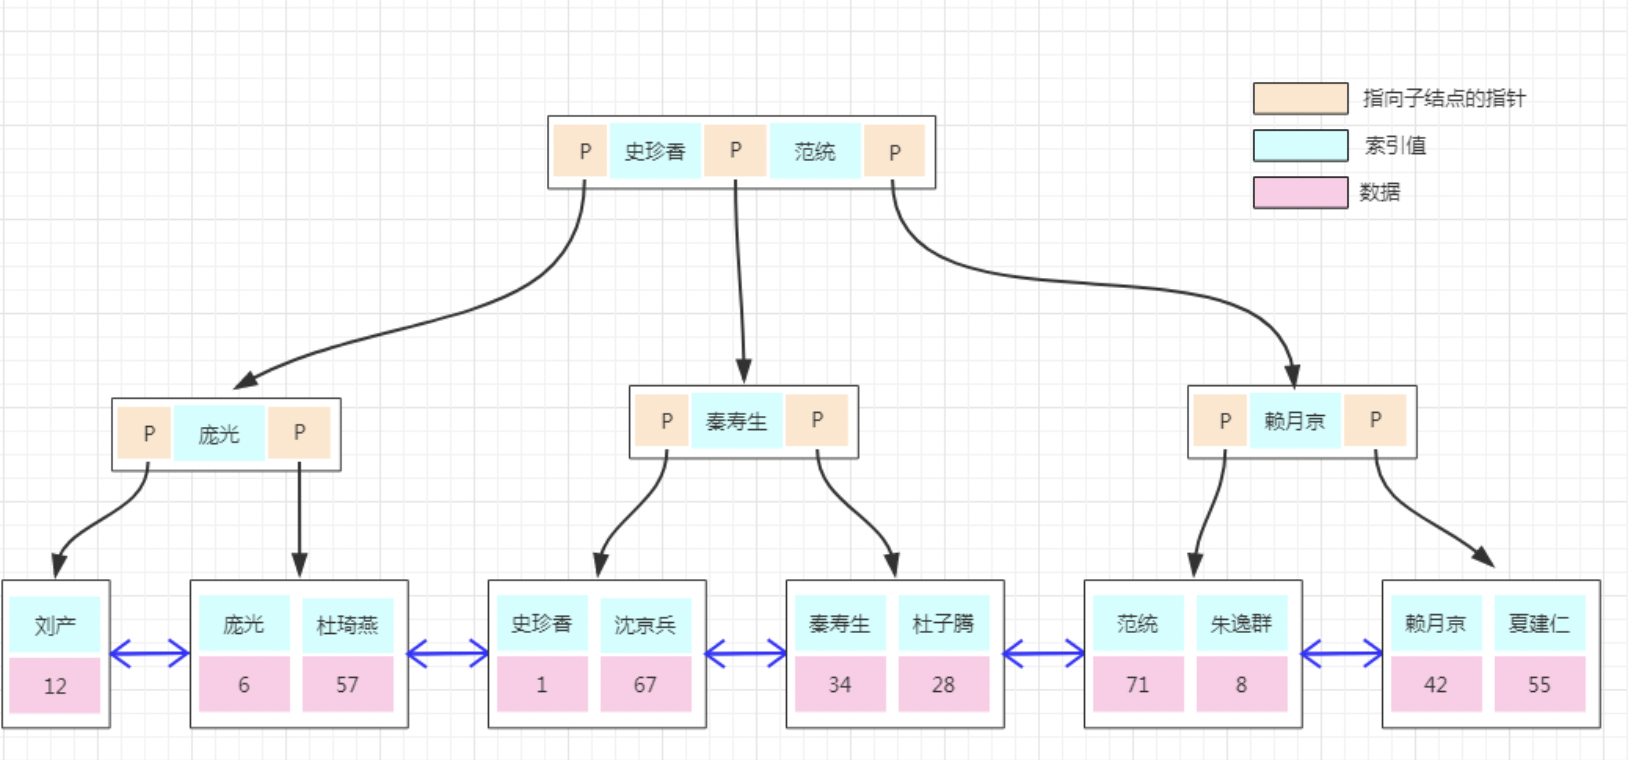 指向子结点的指针
索引值
数据
P 史珍香 P 范统 P
P 庞光 P
P 秦寿生 P
P 赖月京 P
刘产
12
庞光 杜琦燕
6 57
史珍香 沈京兵
1 67
秦寿生 杜子腾
34 28
范统 朱逸群
71 8
赖月京 夏建仁
42 55